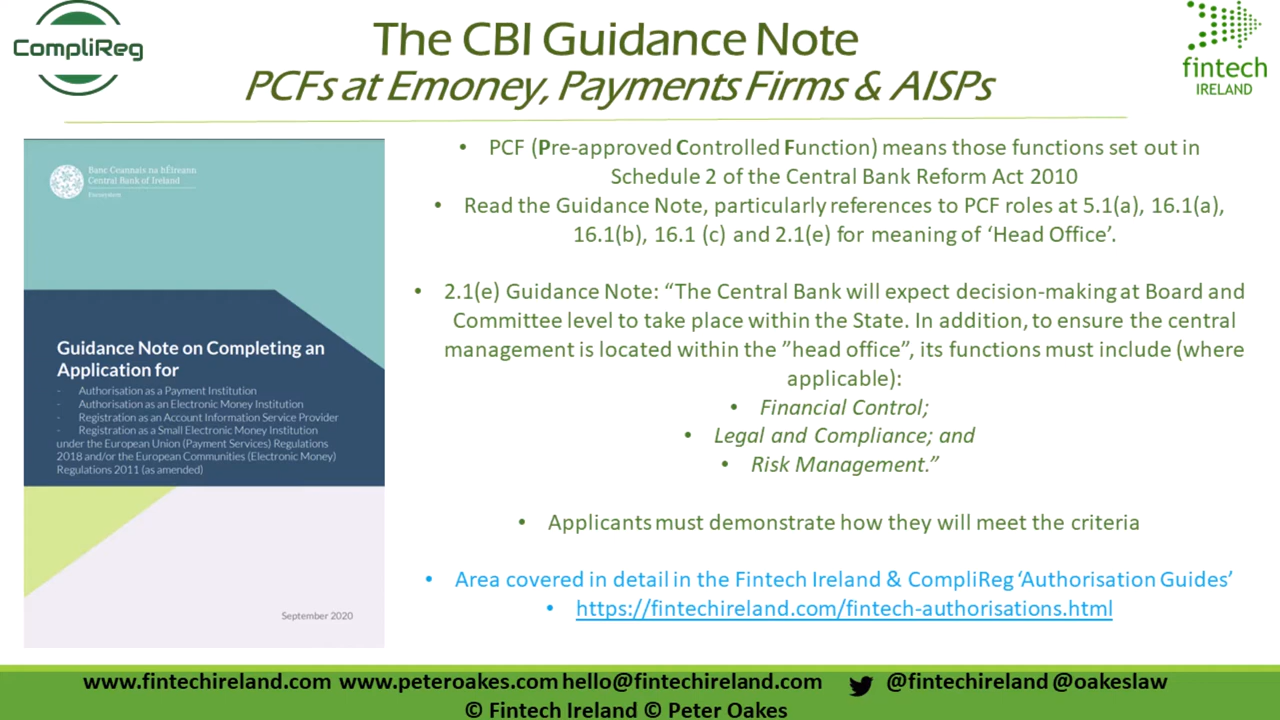 CompliReg
The CBI Guidance Note
PCFs at Emoney, Payments Firms & AISPs
fintech
IRELAND
Banc Ceannais na hÉireann
Central Bank of Ireland
Eurosystem
Guidance Note on Completing an
Application for
- Authorisation as a Payment Institution
- Authorisation as an Electronic Money Institution
- Registration as an Account Information Service Provider
- Registration as a Small Electronic Money Institution
under the European Union (Payment Services) Regulations
2018 and/or the European Communities (Electronic Money)
Regulations 2011 (as amended)
September 2020
• PCF (Pre-approved Controlled Function) means those functions set out in
Schedule 2 of the Central Bank Reform Act 2010
• Read the Guidance Note, particularly references to PCF roles at 5.1(a), 16.1(a),
16.1(b), 16.1 (c) and 2.1(e) for meaning of ‘Head Office’.
• 2.1(e) Guidance Note: “The Central Bank will expect decision-making at Board and
Committee level to take place within the State. In addition, to ensure the central
management is located within the ”head office”, its functions must include (where
applicable):
• Financial Control;
• Legal and Compliance; and
• Risk Management.”
• Applicants must demonstrate how they will meet the criteria
• Area covered in detail in the Fintech Ireland & CompliReg ‘Authorisation Guides’
• https://fintechireland.com/fintech-authorisations.html
www.fintechireland.com www.peteroakes.com hello@fintechireland.com @fintechireland @oakeslaw
© Fintech Ireland © Peter Oakes